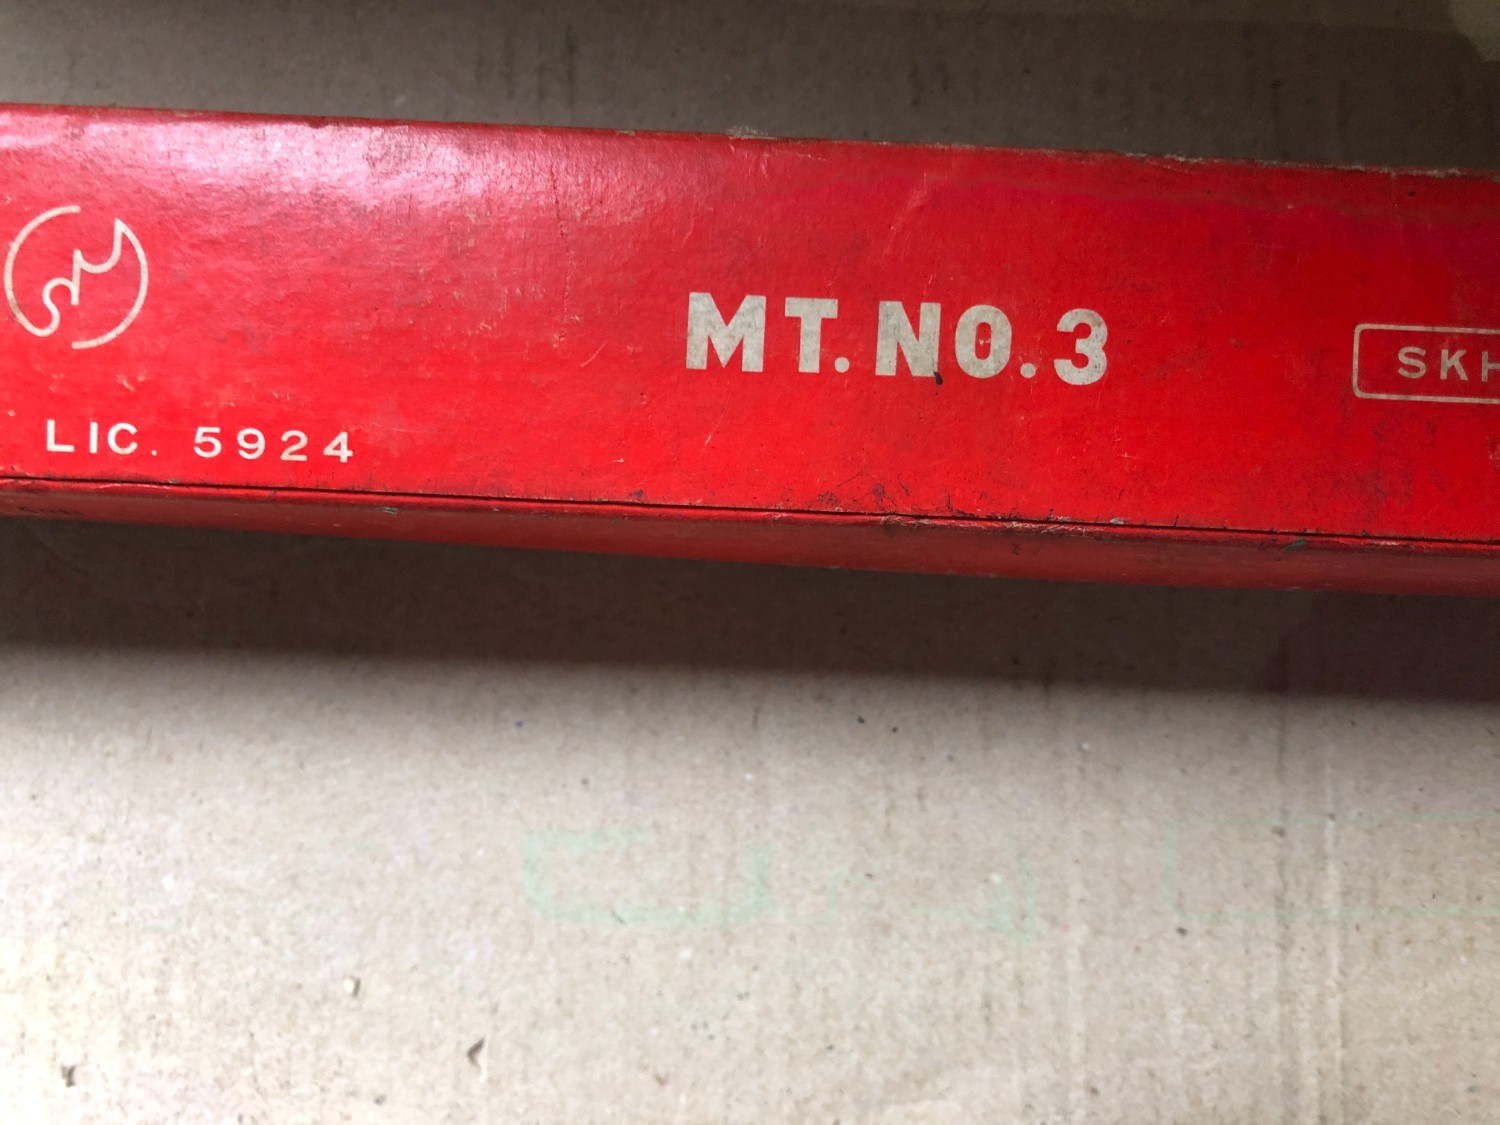 MT. NO. 3
SKH
LIC. 5924